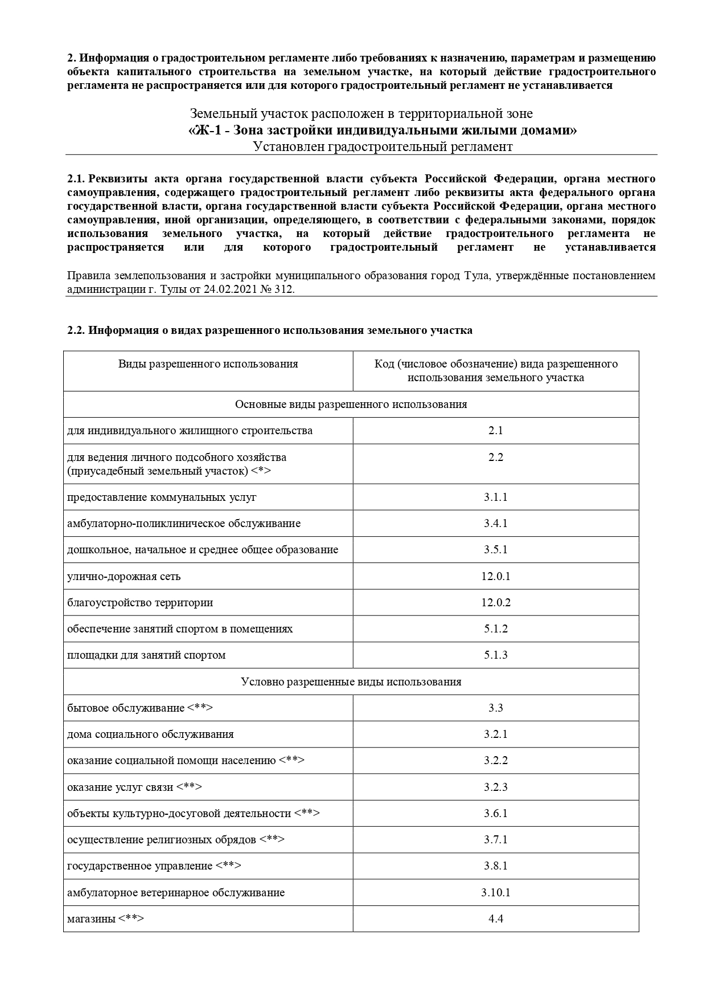 2. Информация о градостроительном регламенте либо требованиях к назначению, параметрам и размещению
объекта капитального строительства на земельном участке, на который действие градостроительного
регламента не распространяется или для которого градостроительный регламент не устанавливается
Земельный участок расположен в территориальной зоне
«Ж-1 - Зона застройки индивидуальными жилыми домами»
Установлен градостроительный регламент
2.1. Реквизиты акта органа государственной власти субъекта Российской Федерации, органа местного
самоуправления, содержащего градостроительный регламент либо реквизиты акта федерального органа
государственной власти, органа государственной власти субъекта Российской Федерации, органа местного
самоуправления, иной организации, определяющего, в соответствии с федеральными законами, порядок
использования земельного участка, на который действие градостроительного регламента не
распространяется или для которого градостроительный регламент не устанавливается
Правила землепользования и застройки муниципального образования город Тула, утверждённые постановлением
администрации г. Тулы от 24.02.2021 № 312.
2.2. Информация о видах разрешенного использования земельного участка
Виды разрешенного использования
Код (числовое обозначение) вида разрешенного
использования земельного участка
Основные виды разрешенного использования
для индивидуального жилищного строительства
2.1
для ведения личного подсобного хозяйства
(приусадебный земельный участок) <*>
2.2
предоставление коммунальных услуг
3.1.1
амбулаторно-поликлиническое обслуживание
3.4.1
дошкольное, начальное и среднее общее образование
3.5.1
улично-дорожная сеть
12.0.1
благоустройство территории
12.0.2
обеспечение занятий спортом в помещениях
5.1.2
площадки для занятий спортом
5.1.3
Условно разрешенные виды использования
бытовое обслуживание <**>
3.3
дома социального обслуживания
3.2.1
оказание социальной помощи населению <**>
3.2.2
оказание услуг связи <**>
3.2.3
объекты культурно-досуговой деятельности <**>
3.6.1
осуществление религиозных обрядов <**>
3.7.1
государственное управление <**>
3.8.1
амбулаторное ветеринарное обслуживание
3.10.1
магазины <**>
4.4